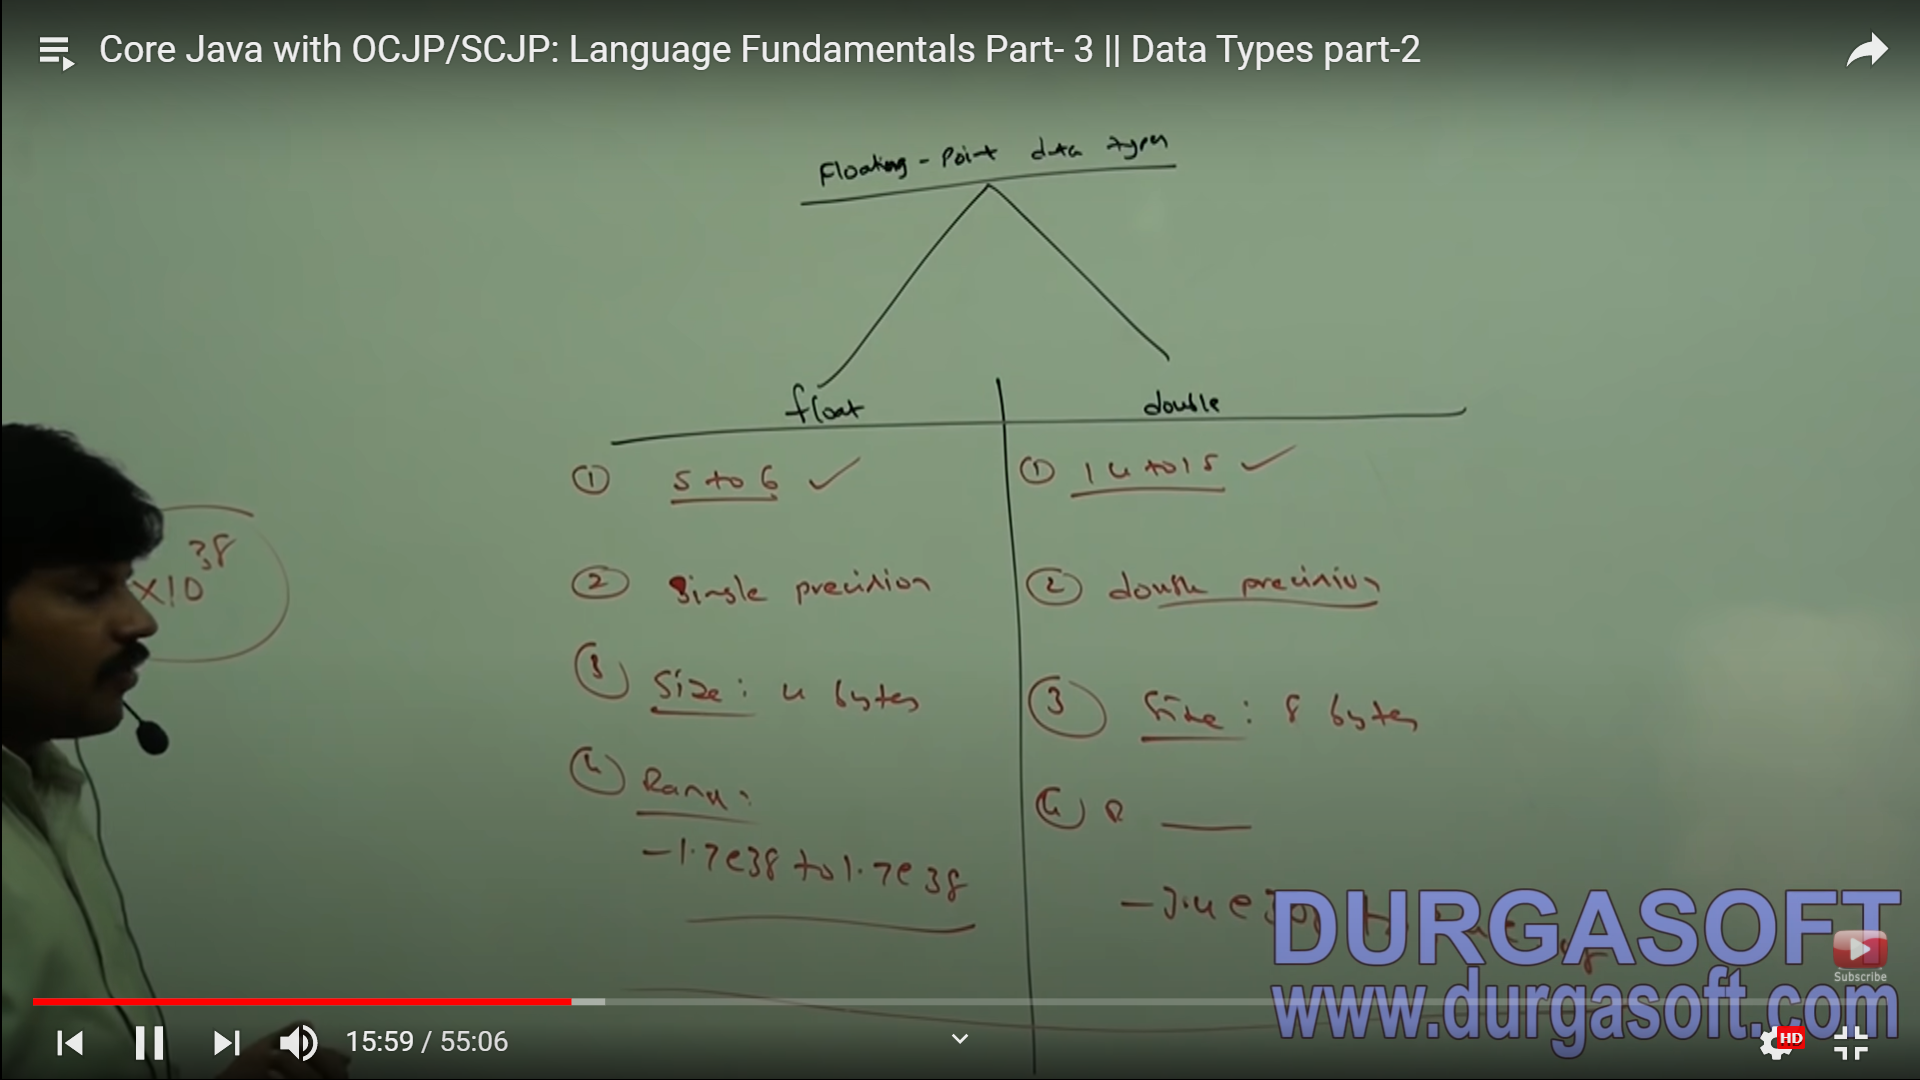 Core Java with OCJP/SCJP: Language Fundamentals Part- 3 || Data Types part-2
Floating - Point data types
float double
① 5 to 6 ✓ ① 14 to 15 ✓
×10^38
② Single precision ② double precision
③ Size: 4 bytes ③ Size: 8 bytes
④ Range: ④ R
-1.7e38 to 1.7e38
-3.4e
DURGASOFT
www.durgasoft.com
Subscribe
15:59 / 55:06
HD